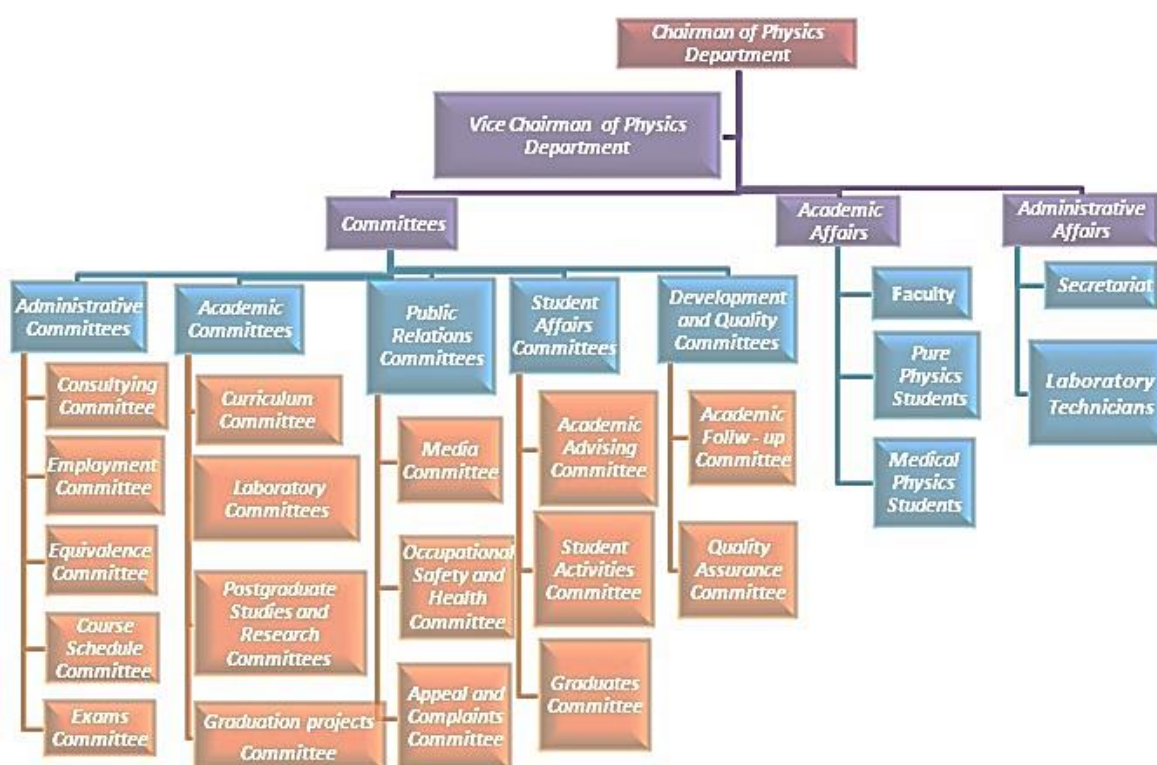 Chairman of Physics
Department
Vice Chairman of Physics
Department
Committees
Academic
Affairs
Administrative
Affairs
Administrative
Committees
Academic
Committees
Public
Relations
Committees
Student
Affairs
Committees
Development
and Quality
Committees
Faculty
Pure
Physics
Students
Medical
Physics
Students
Secretariat
Laboratory
Technicians
Consultying
Committee
Employment
Committee
Equivalence
Committee
Course
Schedule
Committee
Exams
Committee
Curriculum
Committee
Laboratory
Committees
Postgraduate
Studies and
Research
Committees
Graduation projects
Committee
Media
Committee
Occupational
Safety and
Health
Committee
Appeal and
Complaints
Committee
Academic
Advising
Committee
Student
Activities
Committee
Graduates
Committee
Academic
Follw - up
Committee
Quality
Assurance
Committee